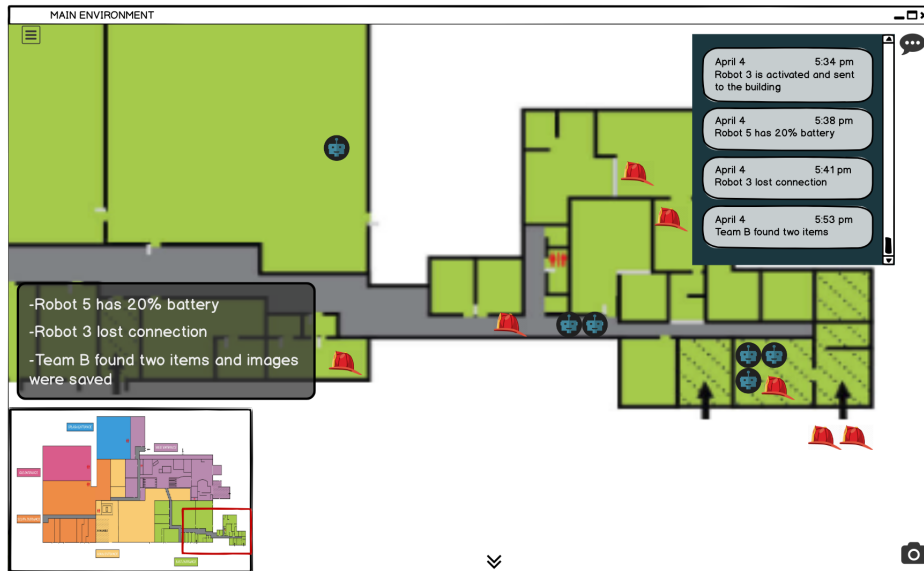 MAIN ENVIRONMENT
April 4 5:34 pm
Robot 3 is activated and sent
to the building
April 4 5:38 pm
Robot 5 has 20% battery
April 4 5:41 pm
Robot 3 lost connection
April 4 5:53 pm
Team B found two items
-Robot 5 has 20% battery
-Robot 3 lost connection
-Team B found two items and images
were saved